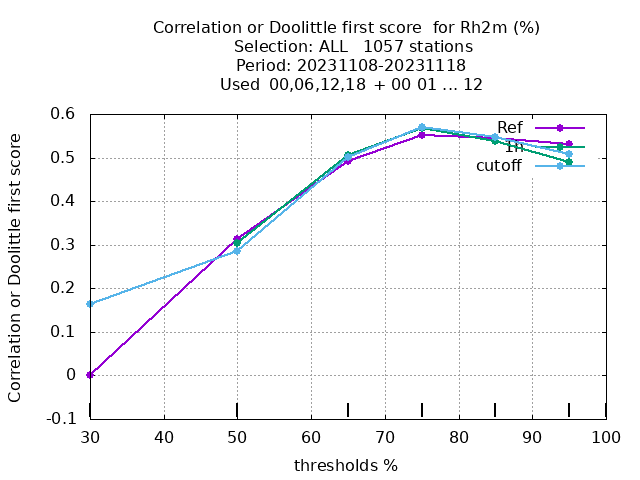 Correlation or Doolittle first score  for Rh2m (%)
Selection: ALL   1057 stations
Period: 20231108-20231118
Used  00,06,12,18  + 00 01 ... 12
Correlation or Doolittle first score
0.6
0.5
0.4
0.3
0.2
0.1
0
-0.1
Ref
1h
cutoff
30 40 50 60 70 80 90 100
thresholds %